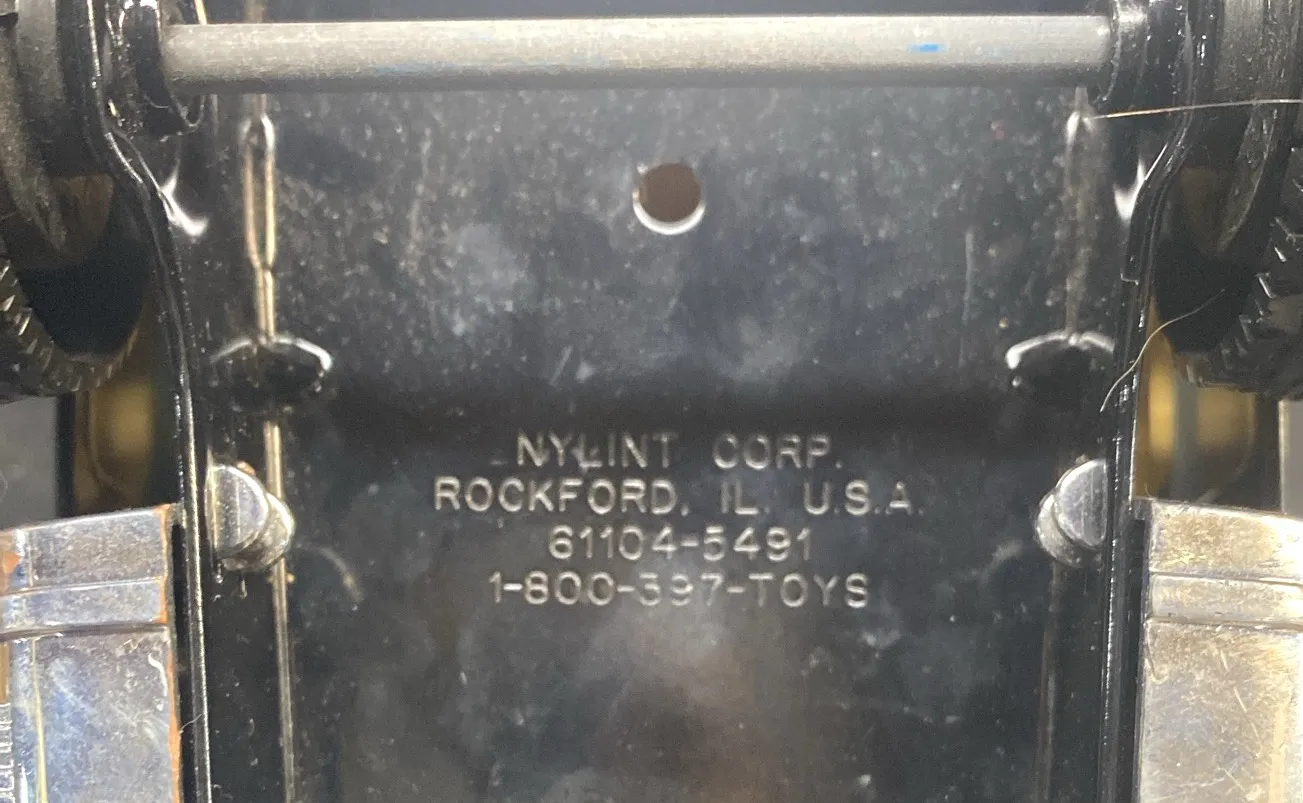 NYLINT CORP.
ROCKFORD, IL. U.S.A.
61104-5491
1-800-397-TOYS